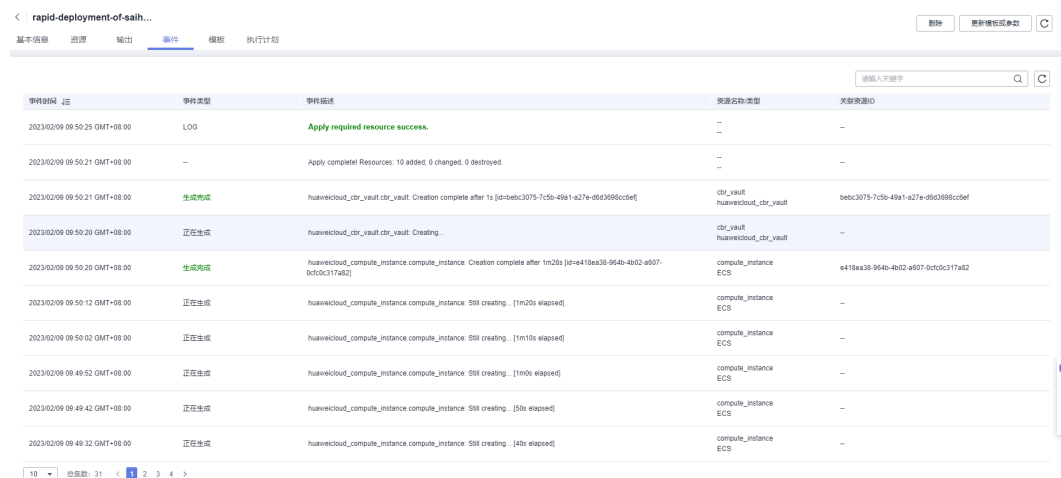 rapid-deployment-of-saih...
删除 更新模板或参数
基本信息 资源 输出 事件 模板 执行计划
请输入关键字
事件时间 事件类型 事件描述 资源名称/类型 关联资源ID
2023/02/09 09:50:25 GMT+08:00 LOG Apply required resource success. -- --
--
2023/02/09 09:50:21 GMT+08:00 -- Apply complete! Resources: 10 added, 0 changed, 0 destroyed. -- --
--
2023/02/09 09:50:21 GMT+08:00 生成完成 huaweicloud_cbr_vault.cbr_vault: Creation complete after 1s [id=bebc3075-7c5b-49a1-a27e-d6d3698cc6ef] cbr_vault bebc3075-7c5b-49a1-a27e-d6d3698cc6ef
huaweicloud_cbr_vault
2023/02/09 09:50:20 GMT+08:00 正在生成 huaweicloud_cbr_vault.cbr_vault: Creating... cbr_vault --
huaweicloud_cbr_vault
2023/02/09 09:50:20 GMT+08:00 生成完成 huaweicloud_compute_instance.compute_instance: Creation complete after 1m28s [id=e418ea38-964b-4b02-a607- compute_instance e418ea38-964b-4b02-a607-0cfc0c317a82
0cfc0c317a82] ECS
2023/02/09 09:50:12 GMT+08:00 正在生成 huaweicloud_compute_instance.compute_instance: Still creating... [1m20s elapsed] compute_instance --
ECS
2023/02/09 09:50:02 GMT+08:00 正在生成 huaweicloud_compute_instance.compute_instance: Still creating... [1m10s elapsed] compute_instance --
ECS
2023/02/09 09:49:52 GMT+08:00 正在生成 huaweicloud_compute_instance.compute_instance: Still creating... [1m0s elapsed] compute_instance --
ECS
2023/02/09 09:49:42 GMT+08:00 正在生成 huaweicloud_compute_instance.compute_instance: Still creating... [50s elapsed] compute_instance --
ECS
2023/02/09 09:49:32 GMT+08:00 正在生成 huaweicloud_compute_instance.compute_instance: Still creating... [40s elapsed] compute_instance --
ECS
10 总条数: 31 < 1 2 3 4 >